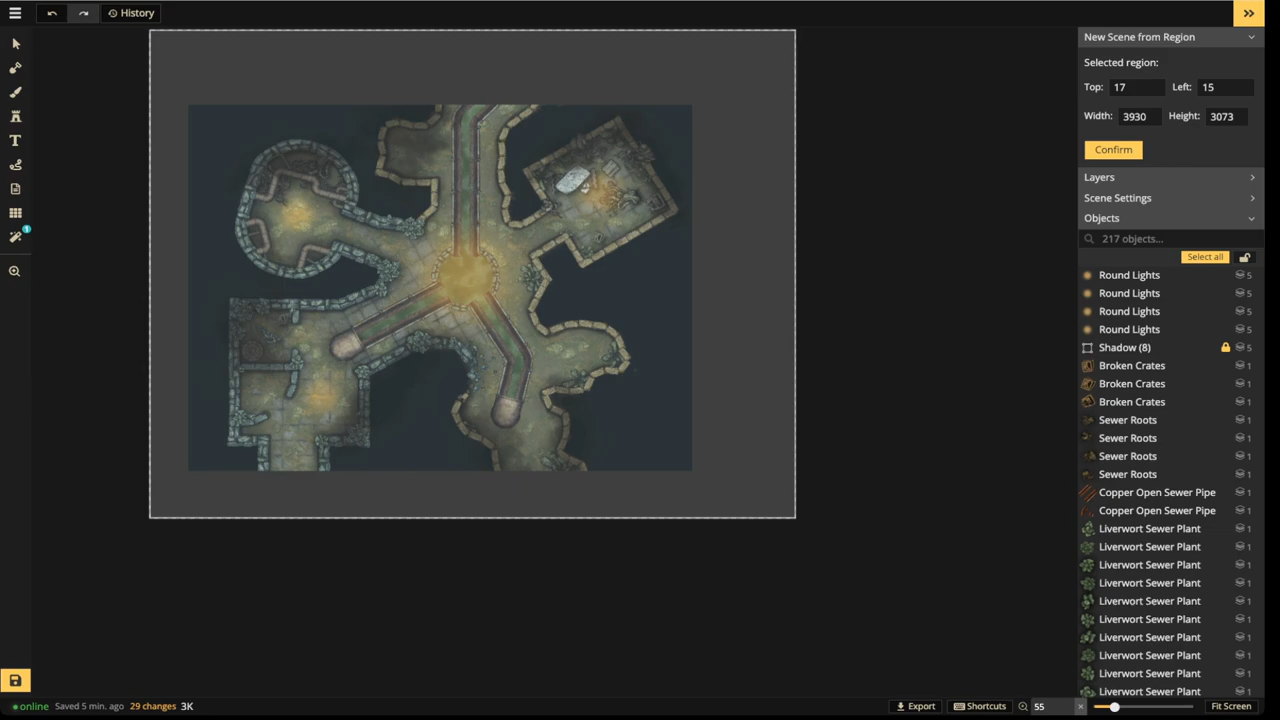 History
New Scene from Region
Selected region:
Top: 17 Left: 15
Width: 3930 Height: 3073
Confirm
Layers
Scene Settings
Objects
217 objects...
Select all
Round Lights 5
Round Lights 5
Round Lights 5
Round Lights 5
Shadow (8) 5
Broken Crates 1
Broken Crates 1
Broken Crates 1
Sewer Roots 1
Sewer Roots 1
Sewer Roots 1
Sewer Roots 1
Copper Open Sewer Pipe 1
Copper Open Sewer Pipe 1
Liverwort Sewer Plant 1
Liverwort Sewer Plant 1
Liverwort Sewer Plant 1
Liverwort Sewer Plant 1
Liverwort Sewer Plant 1
Liverwort Sewer Plant 1
Liverwort Sewer Plant 1
Liverwort Sewer Plant 1
Liverwort Sewer Plant 1
Liverwort Sewer Plant 1
1
online Saved 5 min. ago 29 changes 3K Export Shortcuts 55 × Fit Screen